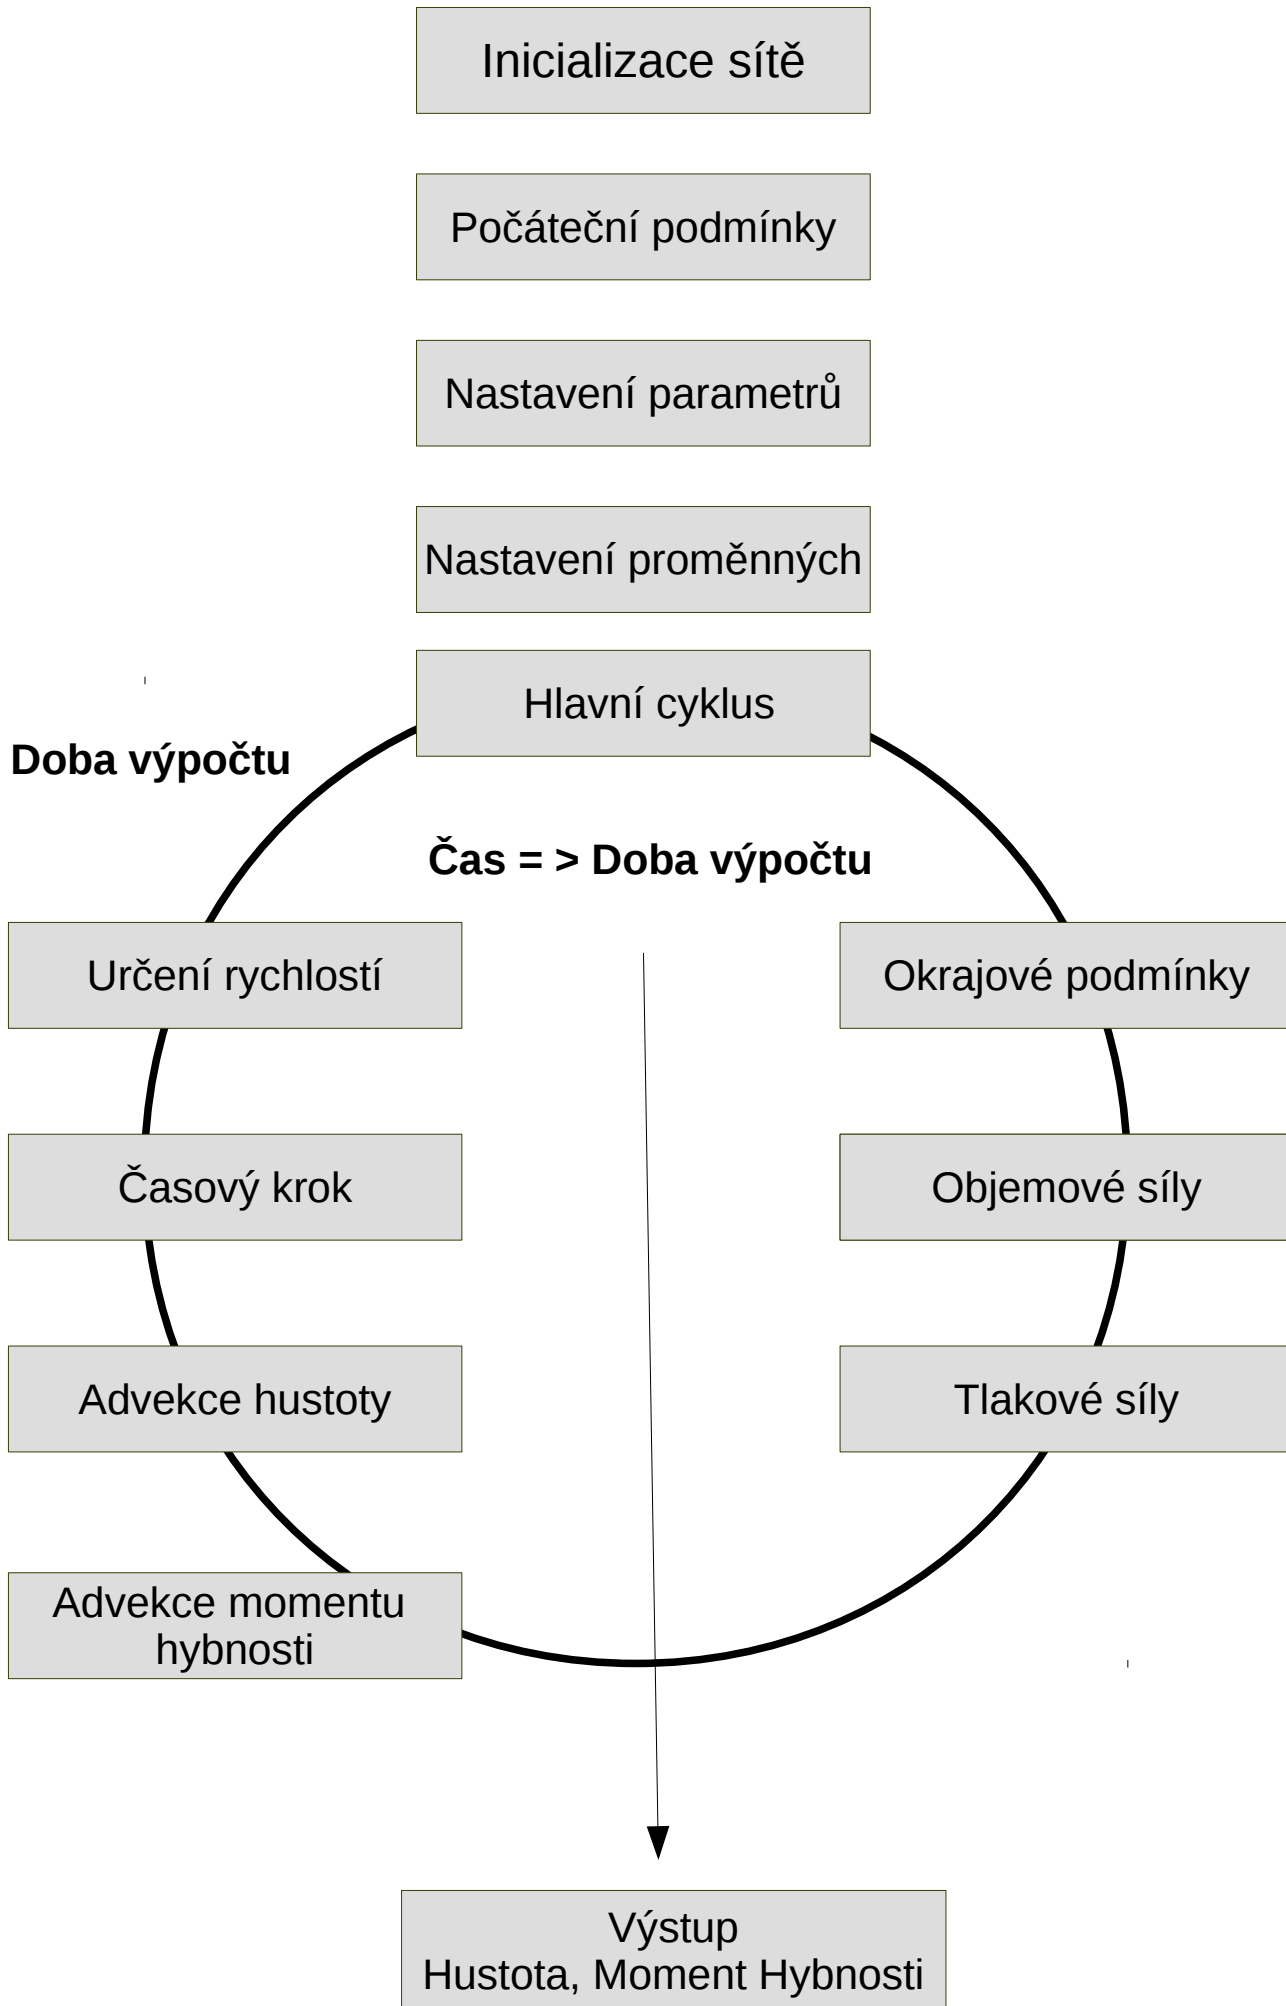 Inicializace sítě
Počáteční podmínky
Nastavení parametrů
Nastavení proměnných
Hlavní cyklus
Doba výpočtu
Čas = > Doba výpočtu
Určení rychlostí
Okrajové podmínky
Časový krok
Objemové síly
Advekce hustoty
Tlakové síly
Advekce momentu
hybnosti
Výstup
Hustota, Moment Hybnosti